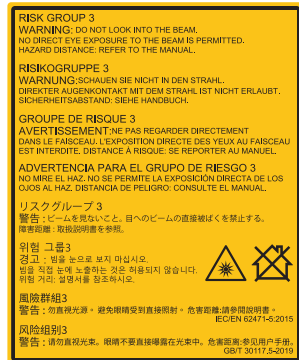 RISK GROUP 3
WARNING: DO NOT LOOK INTO THE BEAM.
NO DIRECT EYE EXPOSURE TO THE BEAM IS PERMITTED.
HAZARD DISTANCE: REFER TO THE MANUAL.
RISIKOGRUPPE 3
WARNUNG:SCHAUEN SIE NICHT IN DEN STRAHL.
DIREKTER AUGENKONTAKT MIT DEM STRAHL IST NICHT ERLAUBT.
SICHERHEITSABSTAND: SIEHE HANDBUCH.
GROUPE DE RISQUE 3
AVERTISSEMENT:NE PAS REGARDER DIRECTEMENT
DANS LE FAISCEAU. L'EXPOSITION DIRECTE DES YEUX AU FAISCEAU
EST INTERDITE. DISTANCE À RISQUE: SE REPORTER AU MANUEL.
ADVERTENCIA PARA EL GRUPO DE RIESGO 3
NO MIRE EL HAZ. NO SE PERMITE LA EXPOSICIÓN DIRECTA DE LOS
OJOS AL HAZ. DISTANCIA DE PELIGRO: CONSULTE EL MANUAL.
リスクグループ 3
警告：ビームを見ないこと。目へのビームの直接被ばくを禁止する。
障害距離：取扱説明書を参照。
위험 그룹3
경고 : 빔을 눈으로 보지 마십시오.
빔을 직접 눈에 노출하는 것은 허용되지 않습니다.
위험 거리: 설명서를 참조하시오.
風險群組3
警告：勿直視光源。避免眼睛受到直接照射。危害距離:請參閱說明書。
IEC/EN 62471-5:2015
风险组别3
警告：请勿直视光束。眼睛不要直接曝露在光束中。危害距离:参见用户手册。
GB/T 30117.5-2019